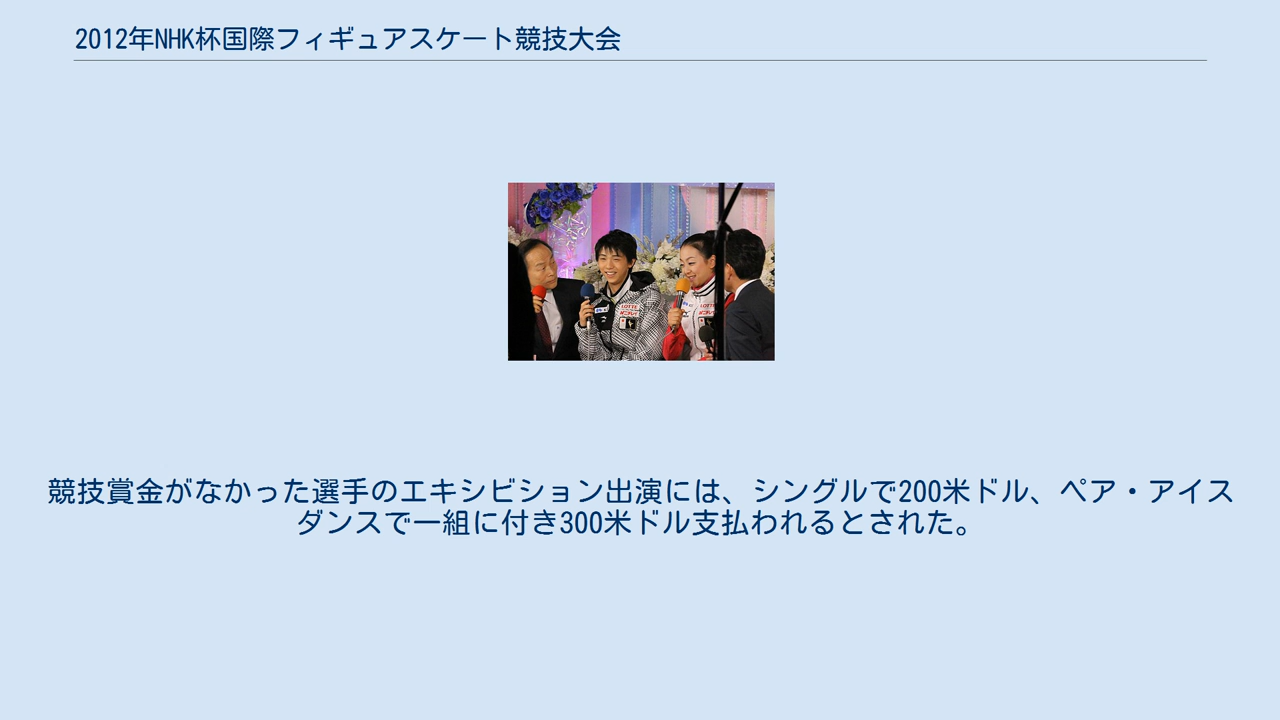 2012年NHK杯国際フィギュアスケート競技大会
LOTTE
LOTTE
競技賞金がなかった選手のエキシビション出演には、シングルで200米ドル、ペア・アイス
ダンスで一組に付き300米ドル支払われるとされた。